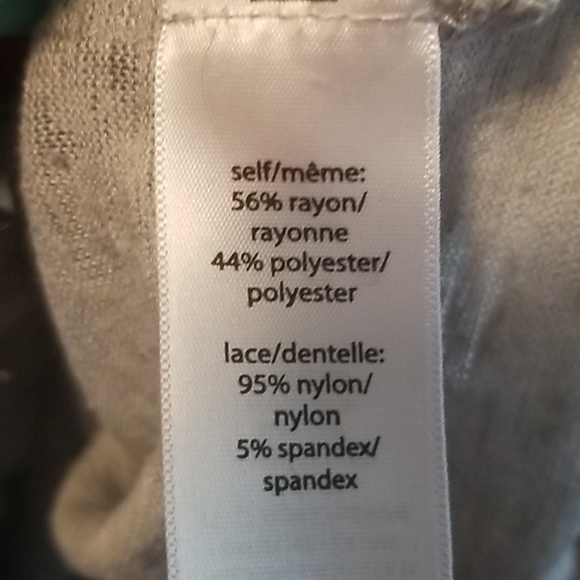 self/même:
56% rayon/
rayonne
44% polyester/
polyester
lace/dentelle:
95% nylon/
nylon
5% spandex/
spandex